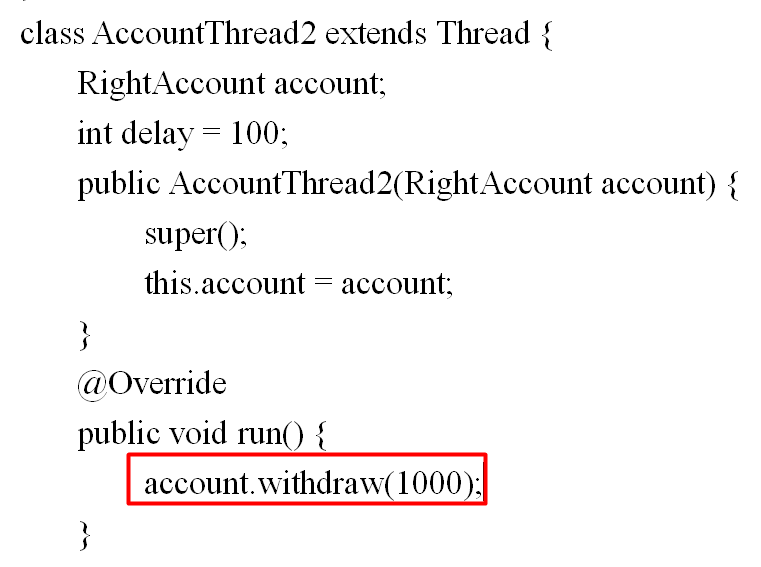 class AccountThread2 extends Thread {
RightAccount account;
int delay = 100;
public AccountThread2(RightAccount account) {
super();
this.account = account;
}
@Override
public void run() {
account.withdraw(1000);
}